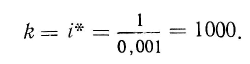 k = i* = 1/0,001 = 1000.